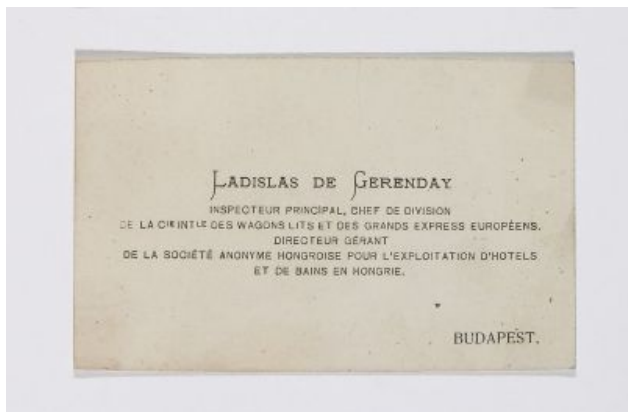 LADISLAS DE GERENDAY
INSPECTEUR PRINCIPAL, CHEF DE DIVISION
DE LA CIE INTLE DES WAGONS LITS ET DES GRANDS EXPRESS EUROPÉENS.
DIRECTEUR GÉRANT
DE LA SOCIÉTÉ ANONYME HONGROISE POUR L'EXPLOITATION D'HOTELS
ET DE BAINS EN HONGRIE.
BUDAPEST.